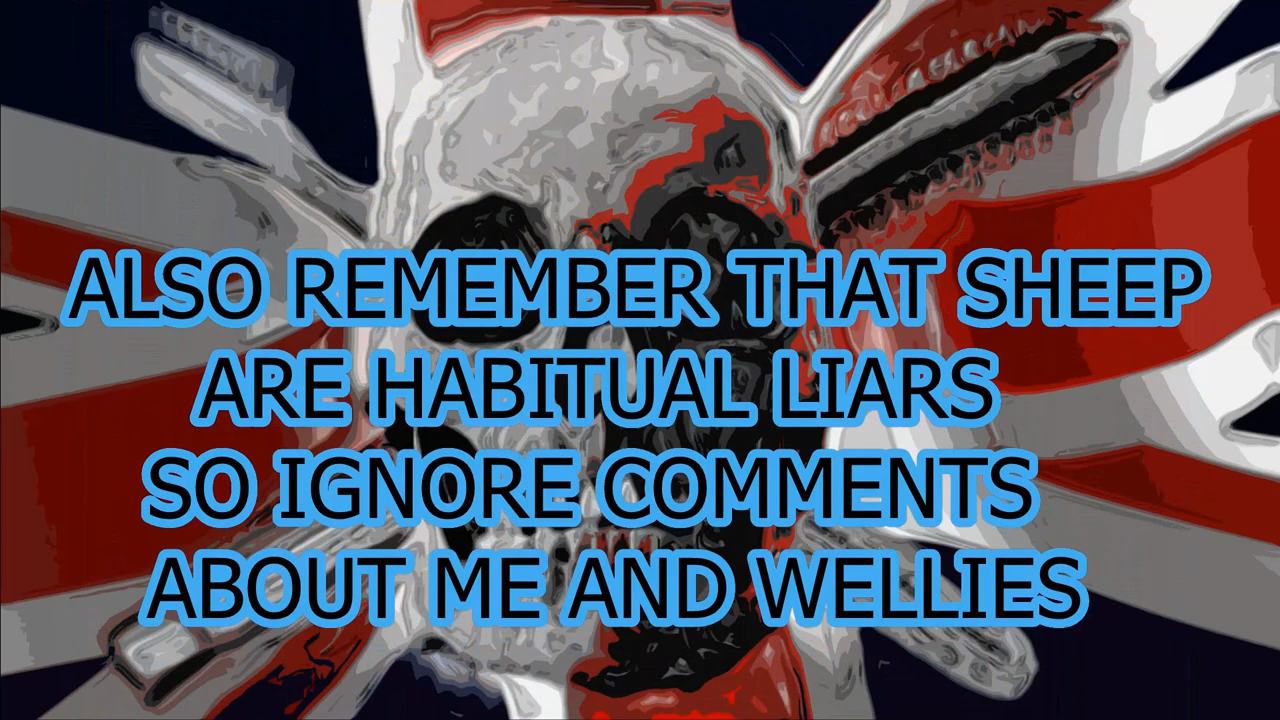 ALSO REMEMBER THAT SHEEP
ARE HABITUAL LIARS
SO IGNORE COMMENTS
ABOUT ME AND WELLIES